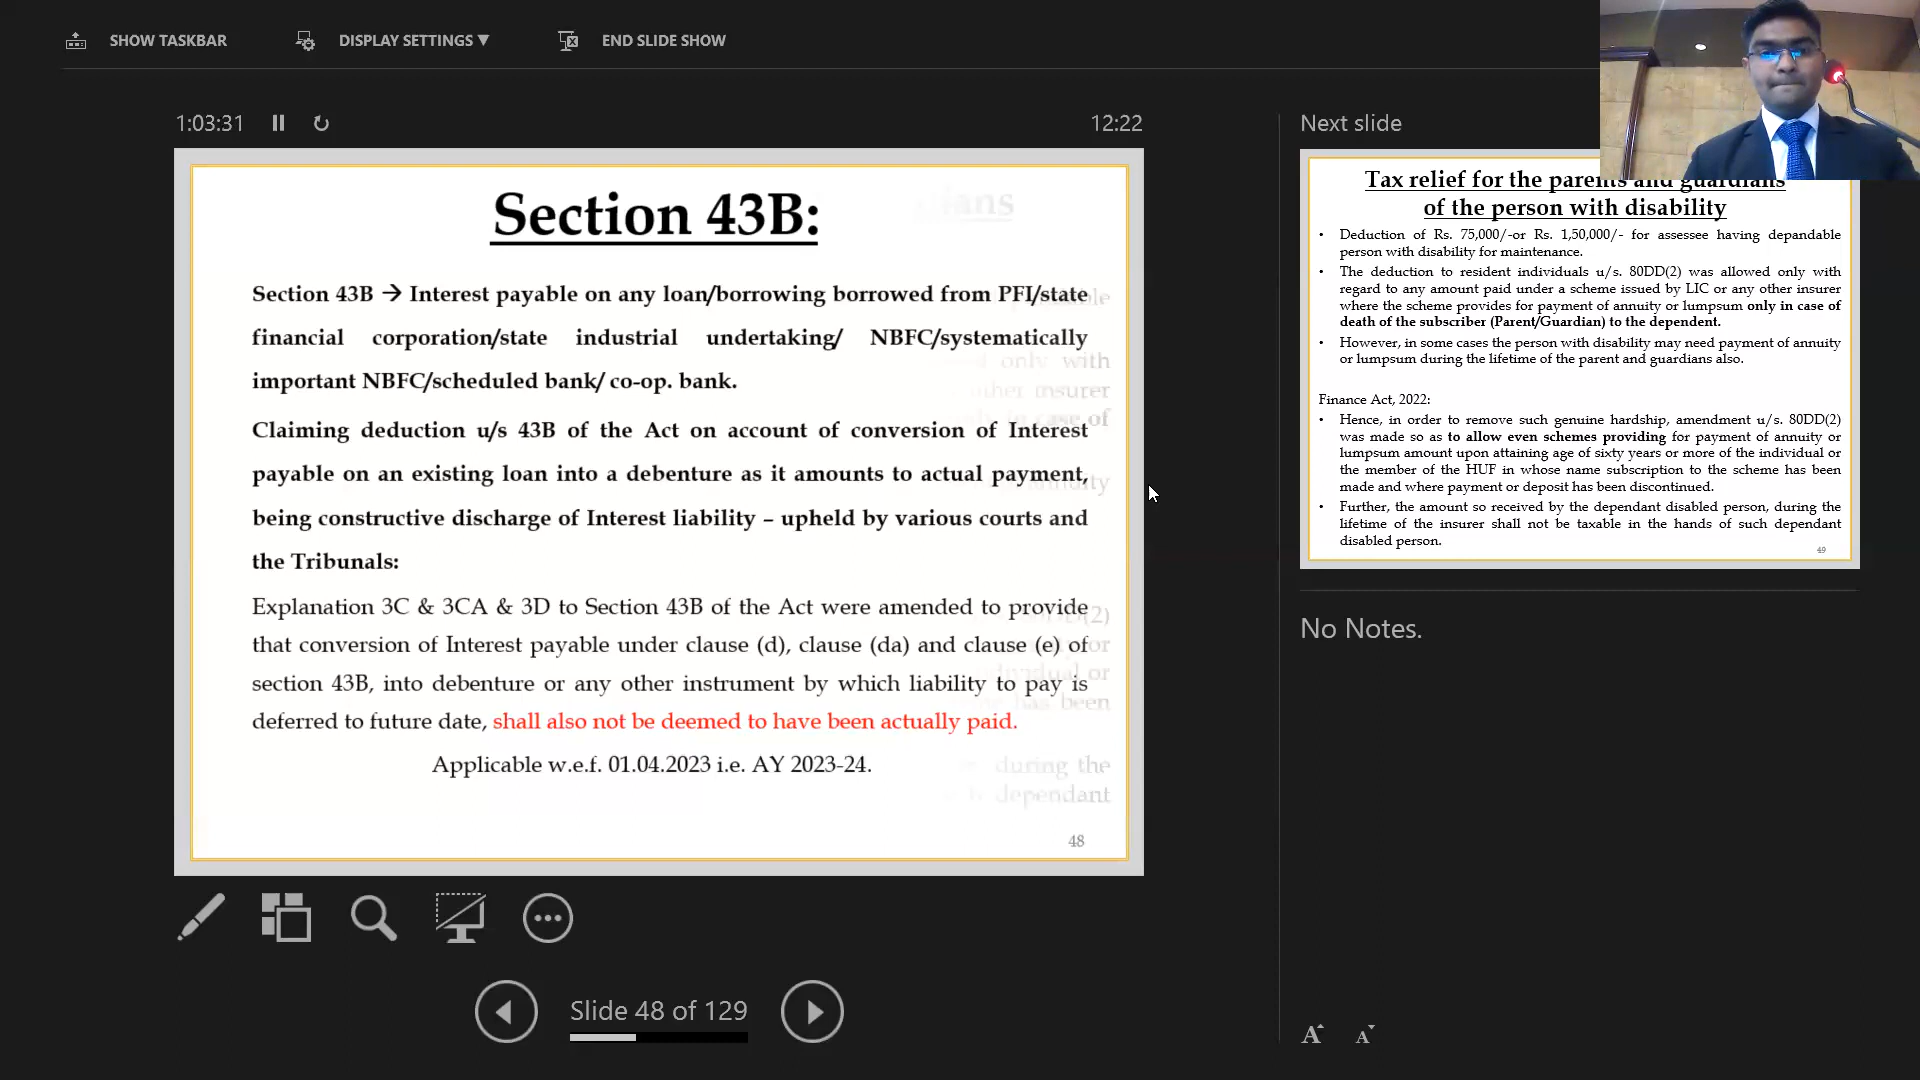 SHOW TASKBAR
DISPLAY SETTINGS ▼
END SLIDE SHOW
1:03:31
12:22
Section 43B:
Section 43B → Interest payable on any loan/borrowing borrowed from PFI/state
financial corporation/state industrial undertaking/ NBFC/systematically
important NBFC/scheduled bank/ co-op. bank.
Claiming deduction u/s 43B of the Act on account of conversion of Interest
payable on an existing loan into a debenture as it amounts to actual payment,
being constructive discharge of Interest liability – upheld by various courts and
the Tribunals:
Explanation 3C & 3CA & 3D to Section 43B of the Act were amended to provide
that conversion of Interest payable under clause (d), clause (da) and clause (e) of
section 43B, into debenture or any other instrument by which liability to pay is
deferred to future date, shall also not be deemed to have been actually paid.
Applicable w.e.f. 01.04.2023 i.e. AY 2023-24.
48
Slide 48 of 129
Next slide
Tax relief for the parents and guardians
of the person with disability
• Deduction of Rs. 75,000/-or Rs. 1,50,000/- for assessee having depandable
person with disability for maintenance.
• The deduction to resident individuals u/s. 80DD(2) was allowed only with
regard to any amount paid under a scheme issued by LIC or any other insurer
where the scheme provides for payment of annuity or lumpsum only in case of
death of the subscriber (Parent/Guardian) to the dependent.
• However, in some cases the person with disability may need payment of annuity
or lumpsum during the lifetime of the parent and guardians also.
Finance Act, 2022:
• Hence, in order to remove such genuine hardship, amendment u/s. 80DD(2)
was made so as to allow even schemes providing for payment of annuity or
lumpsum amount upon attaining age of sixty years or more of the individual or
the member of the HUF in whose name subscription to the scheme has been
made and where payment or deposit has been discontinued.
• Further, the amount so received by the dependant disabled person, during the
lifetime of the insurer shall not be taxable in the hands of such dependant
disabled person.
49
No Notes.
A A